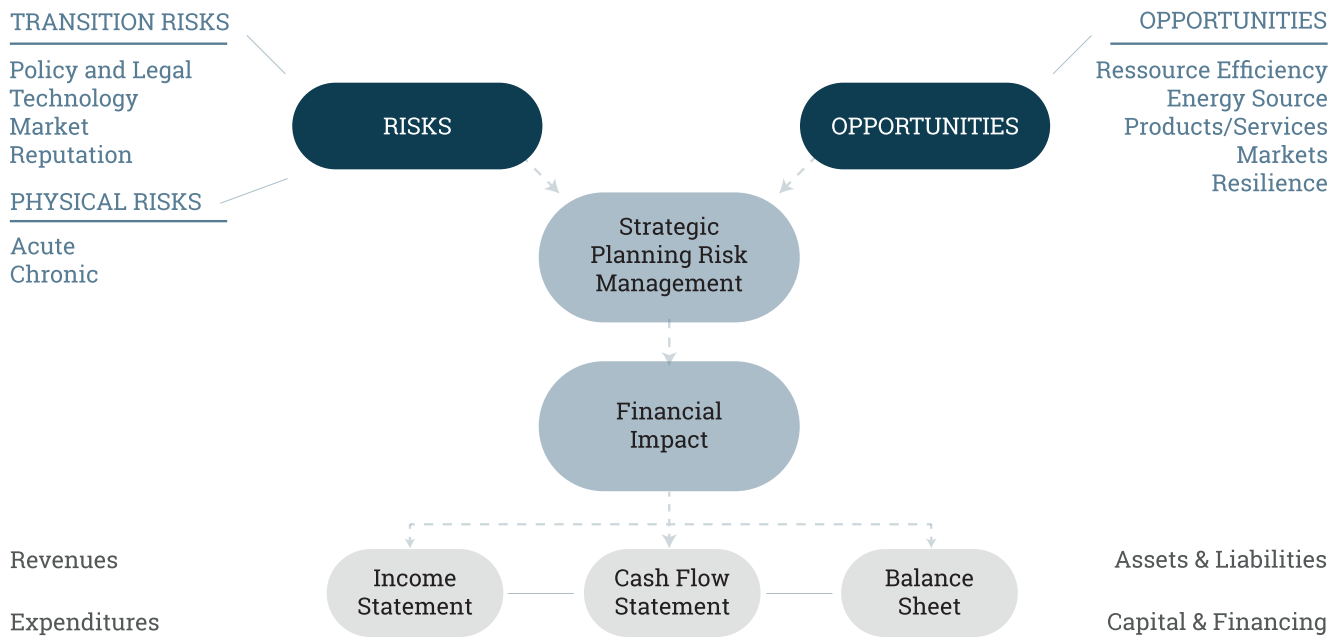 TRANSITION RISKS
Policy and Legal
Technology
Market
Reputation
PHYSICAL RISKS
Acute
Chronic
RISKS
OPPORTUNITIES
OPPORTUNITIES
Ressource Efficiency
Energy Source
Products/Services
Markets
Resilience
Strategic
Planning Risk
Management
Financial
Impact
Revenues
Expenditures
Income
Statement
Cash Flow
Statement
Balance
Sheet
Assets & Liabilities
Capital & Financing